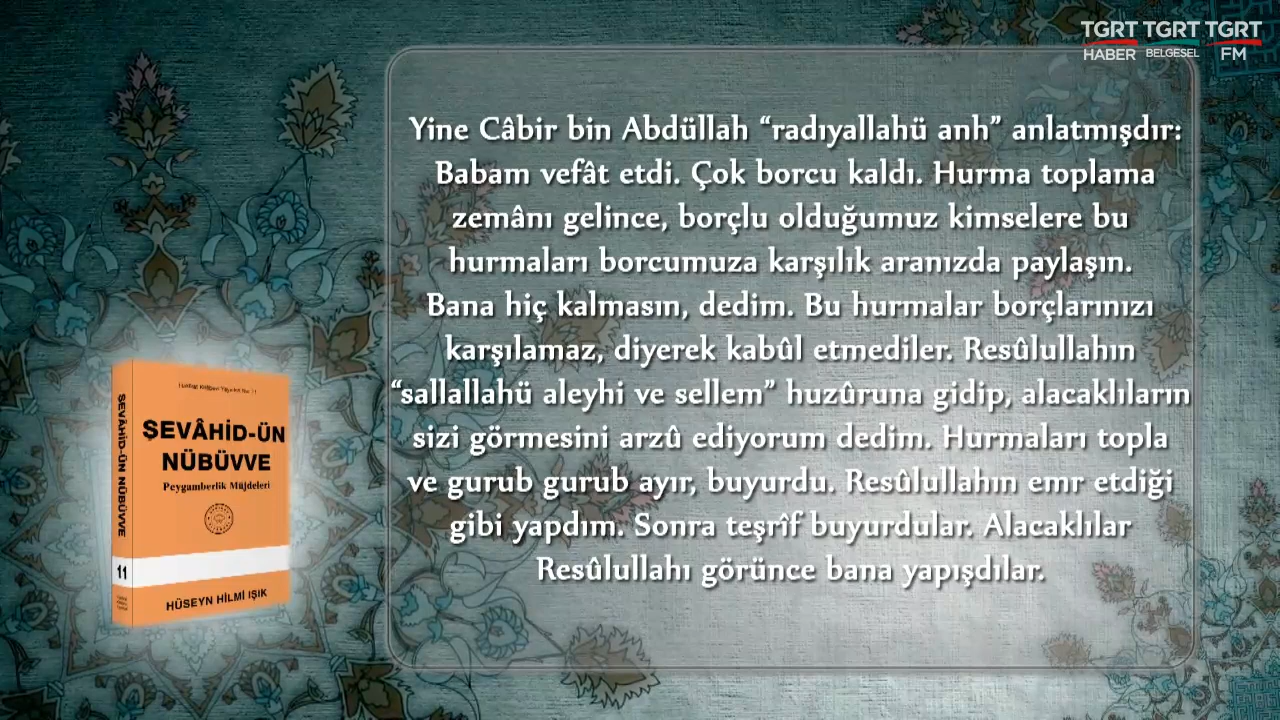 TGRT TGRT TGRT
HABER BELGESEL FM
Yine Câbir bin Abdüllah “radıyallahü anh” anlatmışdır:
Babam vefât etdi. Çok borcu kaldı. Hurma toplama
zemânı gelince, borçlu olduğumuz kimselere bu
hurmaları borcumuza karşılık aranızda paylaşın.
Bana hiç kalmasın, dedim. Bu hurmalar borçlarınızı
karşılamaz, diyerek kabûl etmediler. Resûlullahın
“sallallahü aleyhi ve sellem” huzûruna gidip, alacaklıların
sizi görmesini arzû ediyorum dedim. Hurmaları topla
ve gurub gurub ayır, buyurdu. Resûlullahın emr etdiği
gibi yapdım. Sonra teşrîf buyurdular. Alacaklılar
Resûlullahı görünce bana yapışdılar.
ŞEVÂHİD-ÜN
NÜBÜVVE
Peygamberlik Müjdeleri
HÜSEYN HİLMİ IŞIK
ŞEVÂHİD-ÜN NÜBÜVVE
11